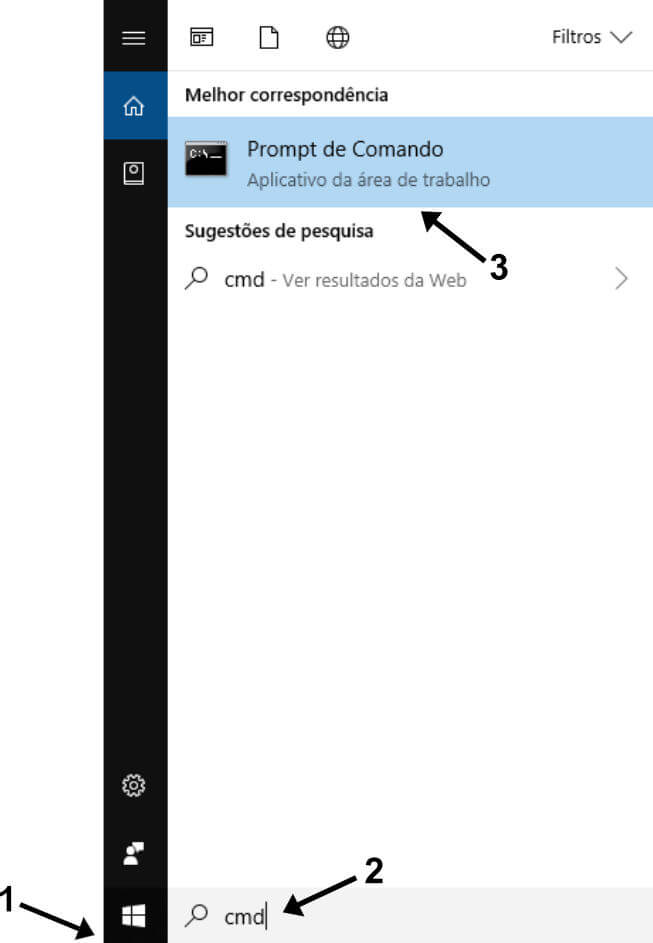 Filtros
Melhor correspondência
C:\_
Prompt de Comando
Aplicativo da área de trabalho
Sugestões de pesquisa
3
cmd - Ver resultados da Web
2
1
cmd